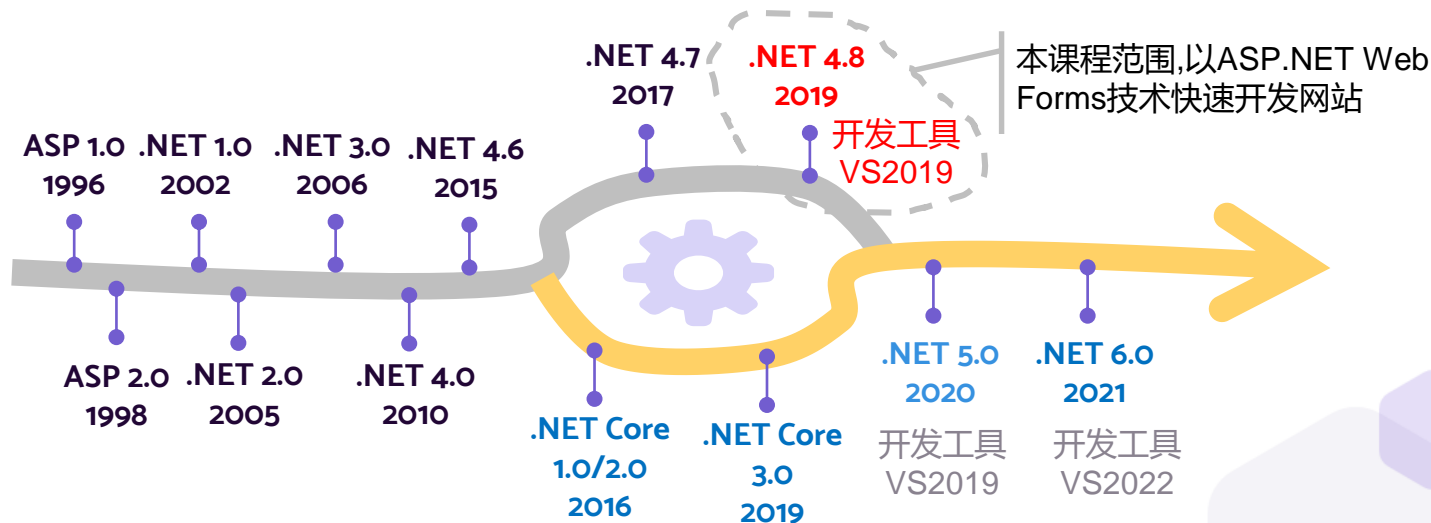 .NET 4.7
2017
.NET 4.8
2019
开发工具
VS2019
本课程范围,以ASP.NET Web
Forms技术快速开发网站
ASP 1.0
1996
.NET 1.0
2002
.NET 3.0
2006
.NET 4.6
2015
ASP 2.0
1998
.NET 2.0
2005
.NET 4.0
2010
.NET Core
1.0/2.0
2016
.NET Core
3.0
2019
.NET 5.0
2020
开发工具
VS2019
.NET 6.0
2021
开发工具
VS2022